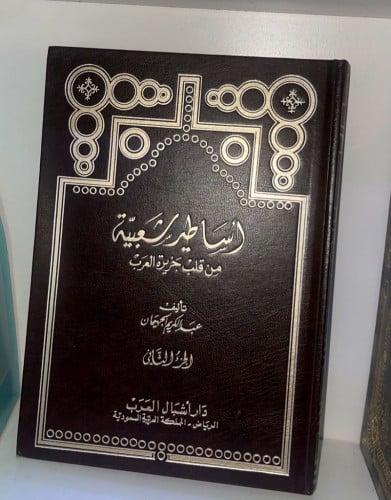 أساطير شعبية
من قلب جزيرة العرب
تأليف
عبد الكريم الجهيمان
الجزء الثاني
دار أشبال العرب
الرياض - المملكة العربية السعودية